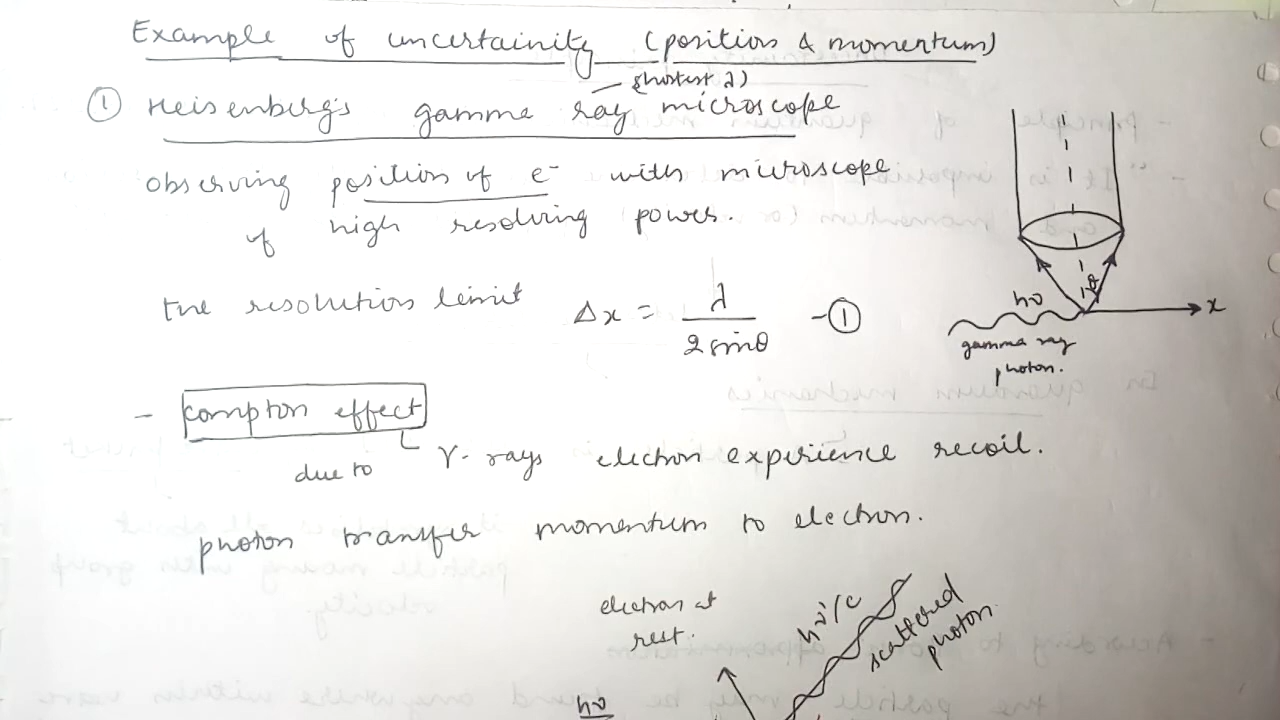 Example of uncertainity (position & momentum)
(shortest λ)
① Heisenberg's gamma ray microscope
observing position of e⁻ with microscope
of high resolving power.
The resolution limit Δx = λ / 2 sinθ -①
θ
hν
x
gamma ray
photon.
- Compton effect
due to γ-rays electron experience recoil.
photon transfer momentum to electron.
electron at
rest.
hν'/c
scattered
photon
hν